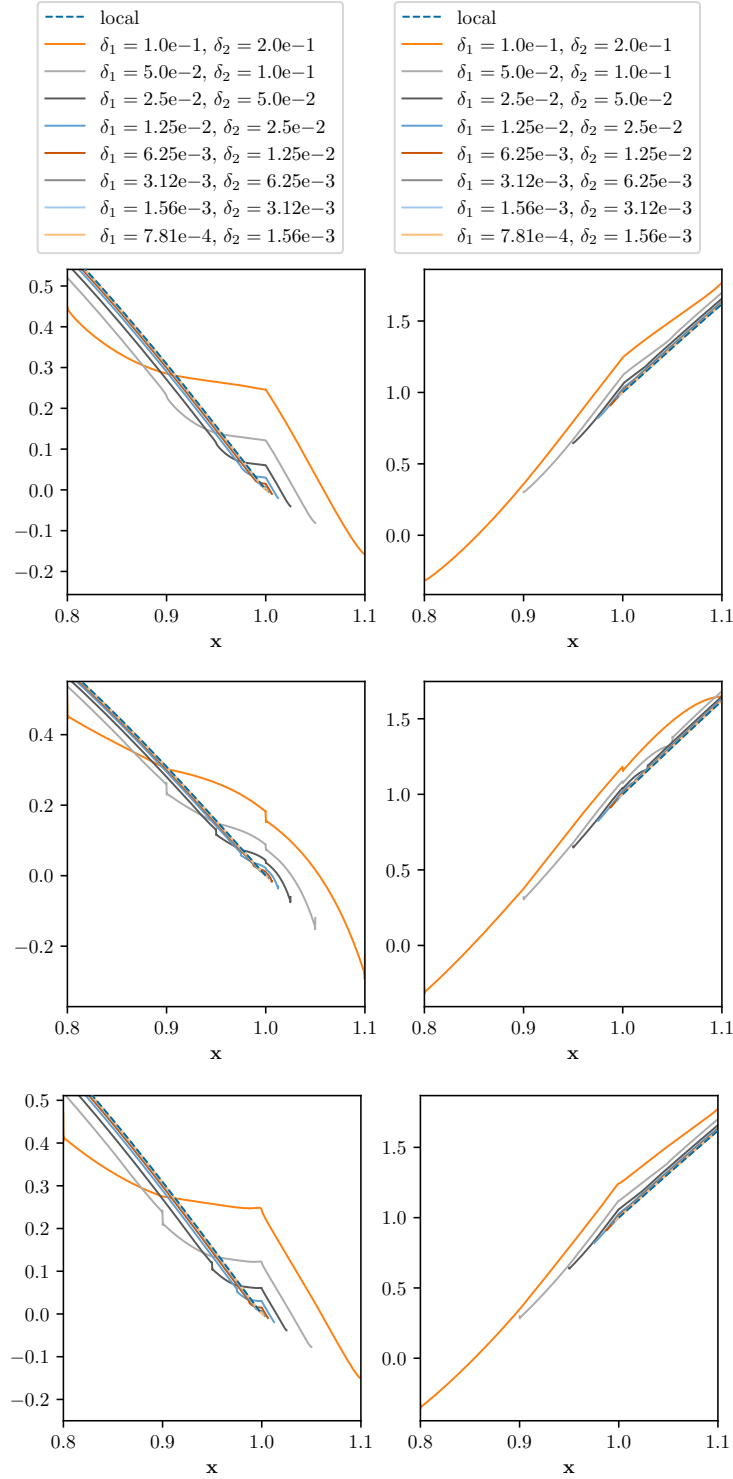 local
δ₁ = 1.0e−1, δ₂ = 2.0e−1
δ₁ = 5.0e−2, δ₂ = 1.0e−1
δ₁ = 2.5e−2, δ₂ = 5.0e−2
δ₁ = 1.25e−2, δ₂ = 2.5e−2
δ₁ = 6.25e−3, δ₂ = 1.25e−2
δ₁ = 3.12e−3, δ₂ = 6.25e−3
δ₁ = 1.56e−3, δ₂ = 3.12e−3
δ₁ = 7.81e−4, δ₂ = 1.56e−3
local
δ₁ = 1.0e−1, δ₂ = 2.0e−1
δ₁ = 5.0e−2, δ₂ = 1.0e−1
δ₁ = 2.5e−2, δ₂ = 5.0e−2
δ₁ = 1.25e−2, δ₂ = 2.5e−2
δ₁ = 6.25e−3, δ₂ = 1.25e−2
δ₁ = 3.12e−3, δ₂ = 6.25e−3
δ₁ = 1.56e−3, δ₂ = 3.12e−3
δ₁ = 7.81e−4, δ₂ = 1.56e−3
0.5
0.4
0.3
0.2
0.1
0.0
−0.1
−0.2
0.8 0.9 1.0 1.1
x
1.5
1.0
0.5
0.0
0.8 0.9 1.0 1.1
x
0.4
0.2
0.0
−0.2
0.8 0.9 1.0 1.1
x
1.5
1.0
0.5
0.0
0.8 0.9 1.0 1.1
x
0.5
0.4
0.3
0.2
0.1
0.0
−0.1
−0.2
0.8 0.9 1.0 1.1
x
1.5
1.0
0.5
0.0
0.8 0.9 1.0 1.1
x